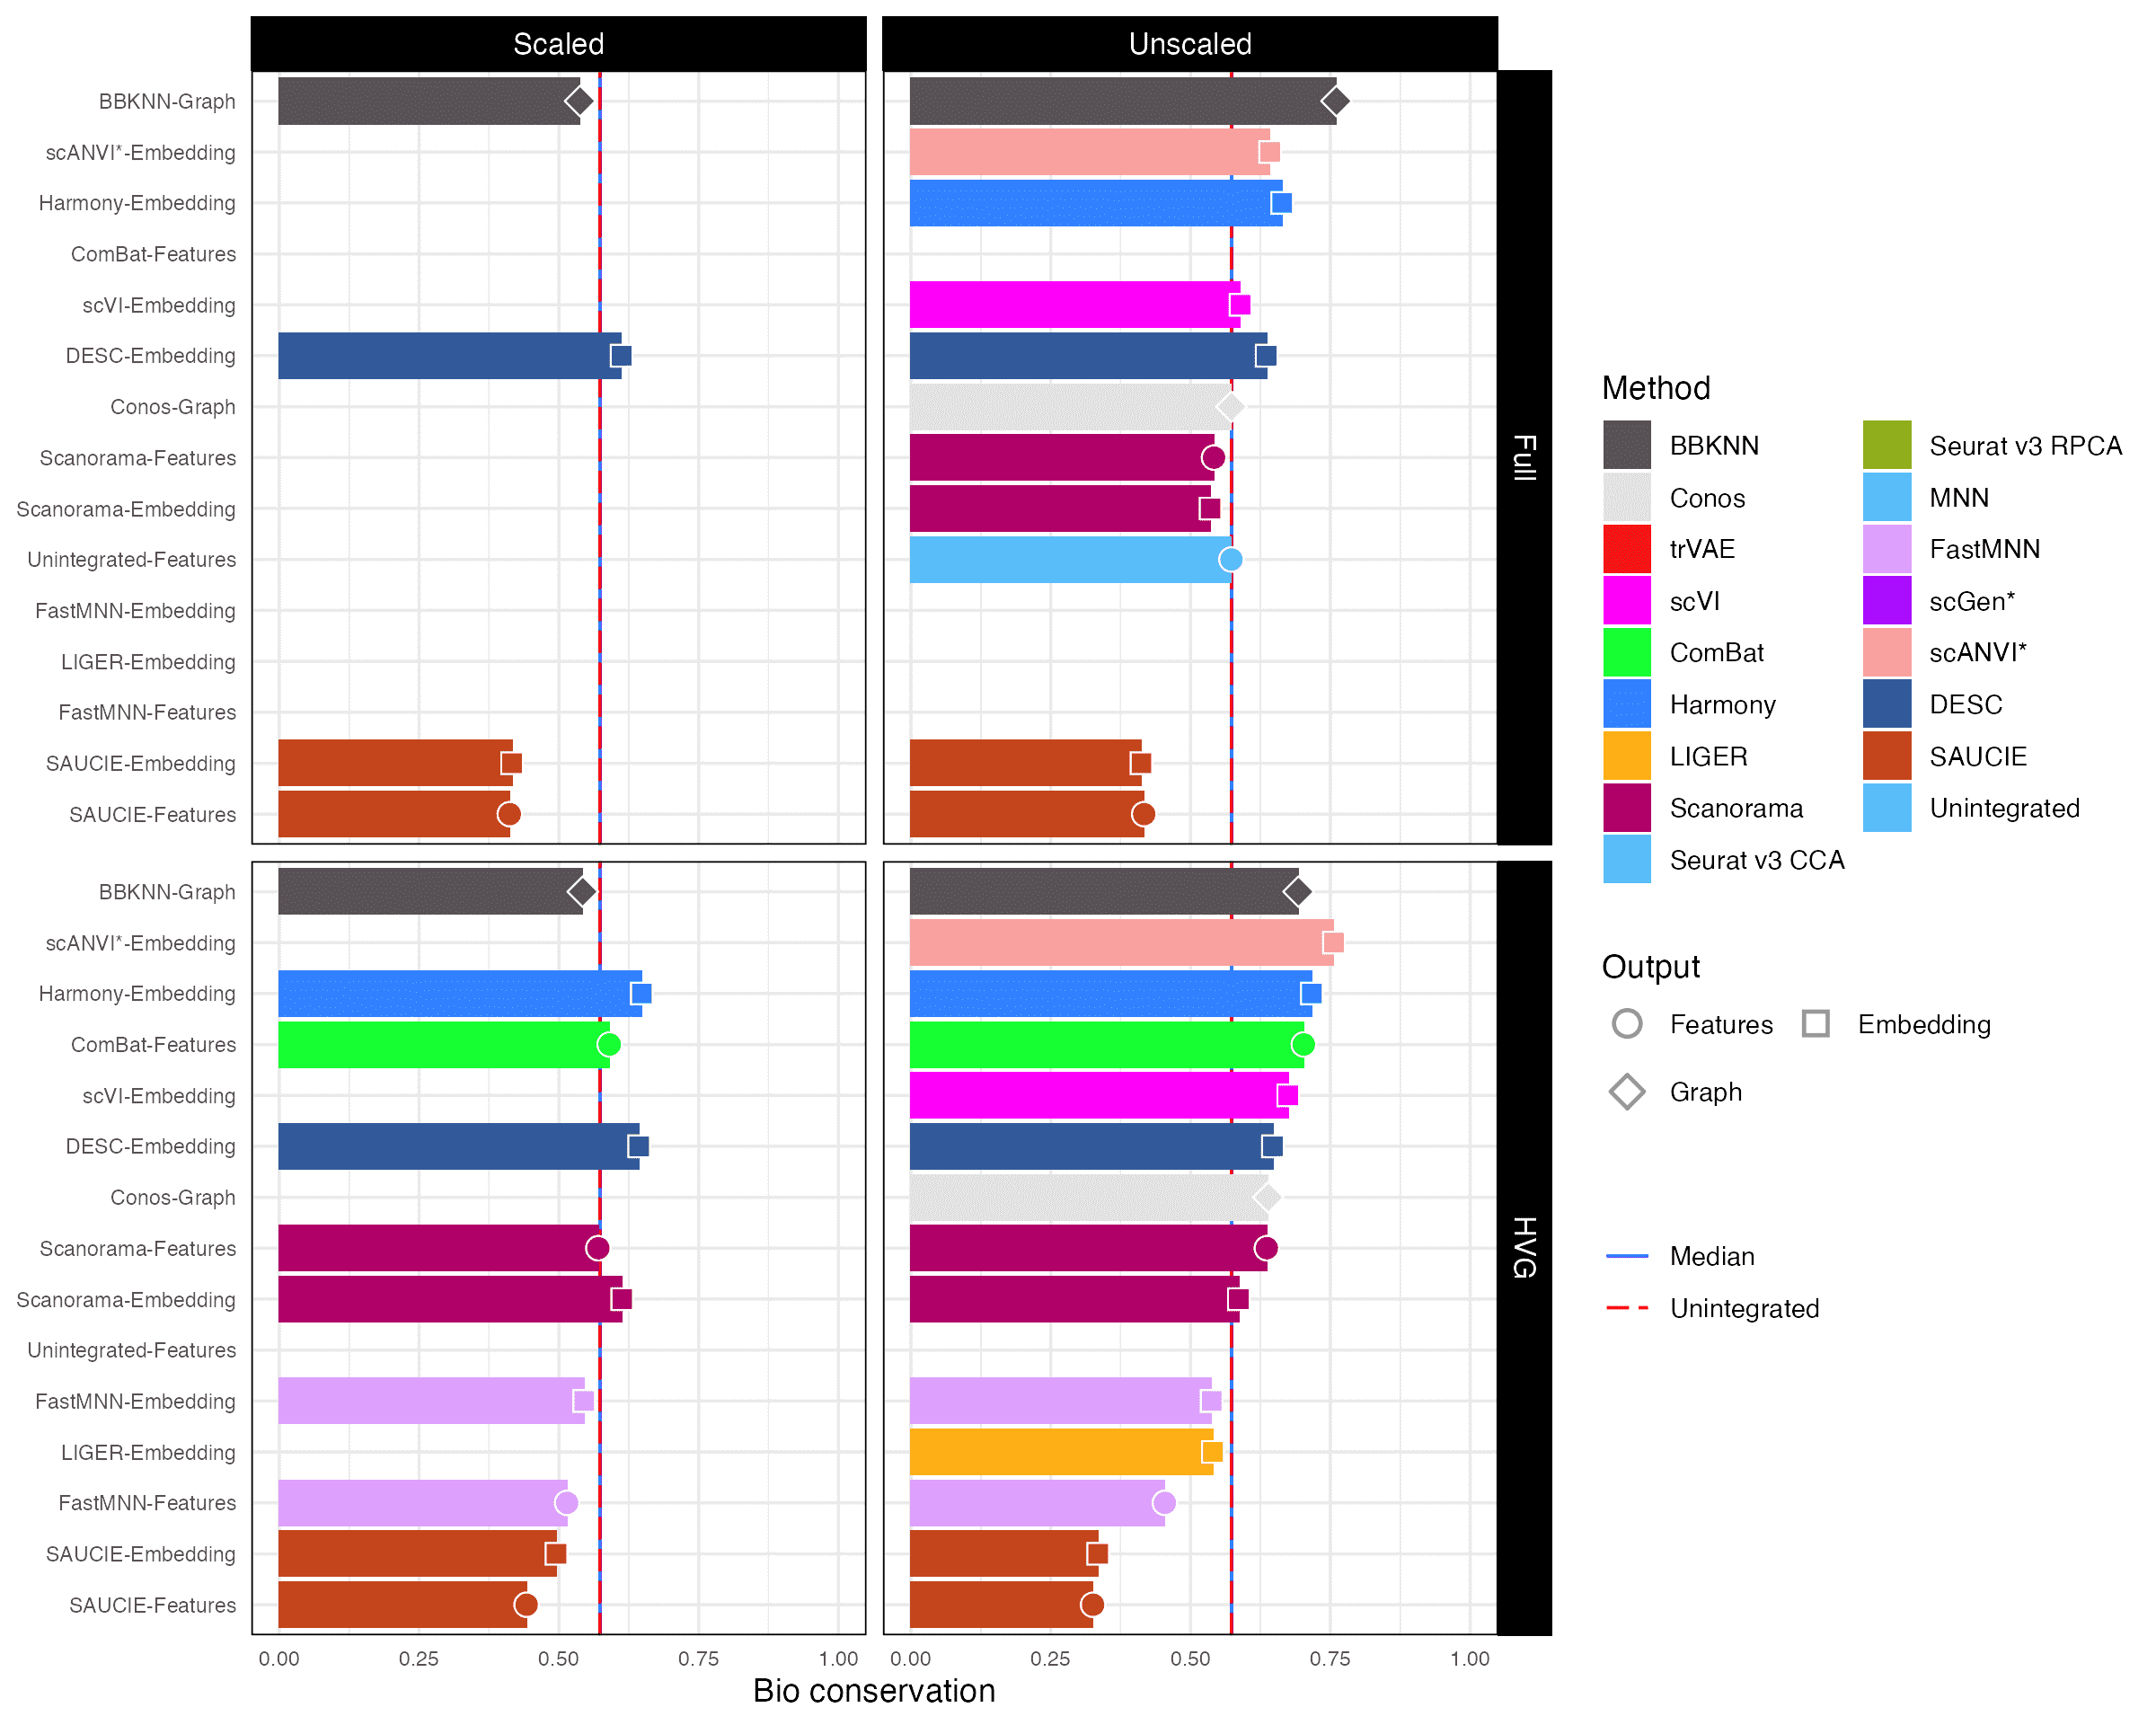 Scaled
Unscaled
BBKNN-Graph
scANVI*-Embedding
Harmony-Embedding
ComBat-Features
scVI-Embedding
DESC-Embedding
Conos-Graph
Scanorama-Features
Scanorama-Embedding
Unintegrated-Features
FastMNN-Embedding
LIGER-Embedding
FastMNN-Features
SAUCIE-Embedding
SAUCIE-Features
Full
BBKNN-Graph
scANVI*-Embedding
Harmony-Embedding
ComBat-Features
scVI-Embedding
DESC-Embedding
Conos-Graph
Scanorama-Features
Scanorama-Embedding
Unintegrated-Features
FastMNN-Embedding
LIGER-Embedding
FastMNN-Features
SAUCIE-Embedding
SAUCIE-Features
HVG
0.00 0.25 0.50 0.75 1.00
0.00 0.25 0.50 0.75 1.00
Bio conservation
Method
BBKNN
Conos
trVAE
scVI
ComBat
Harmony
LIGER
Scanorama
Seurat v3 CCA
Seurat v3 RPCA
MNN
FastMNN
scGen*
scANVI*
DESC
SAUCIE
Unintegrated
Output
Features
Embedding
Graph
Median
Unintegrated